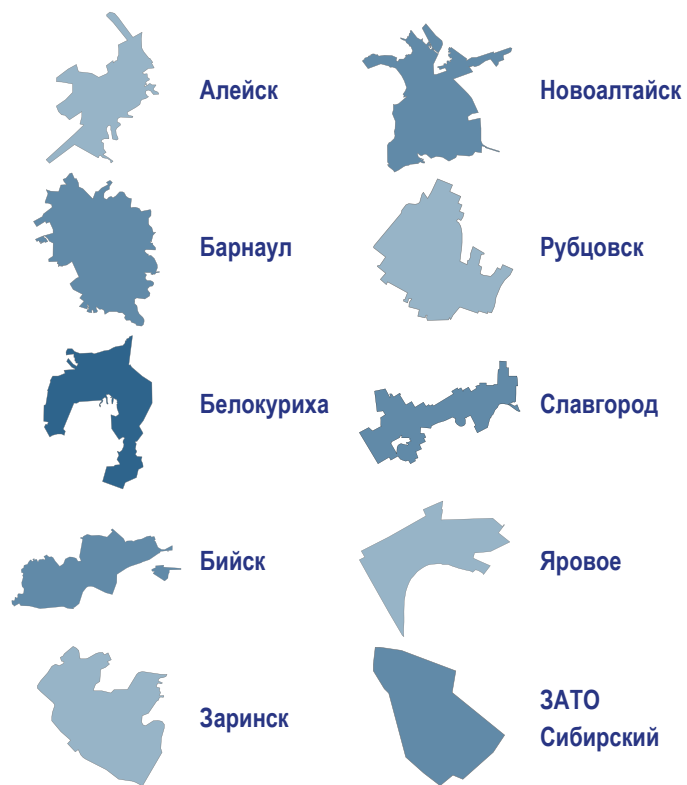 Алейск
Новоалтайск
Барнаул
Рубцовск
Белокуриха
Славгород
Бийск
Яровое
Заринск
ЗАТО
Сибирский